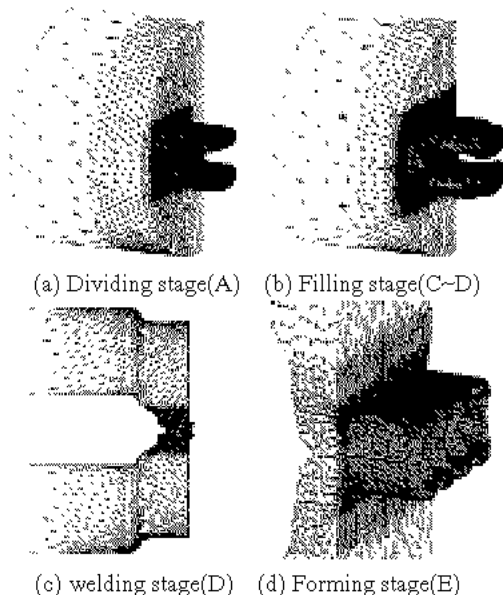 (a) Dividing stage(A)
(b) Filling stage(C~D)
(c) welding stage(D)
(d) Forming stage(E)